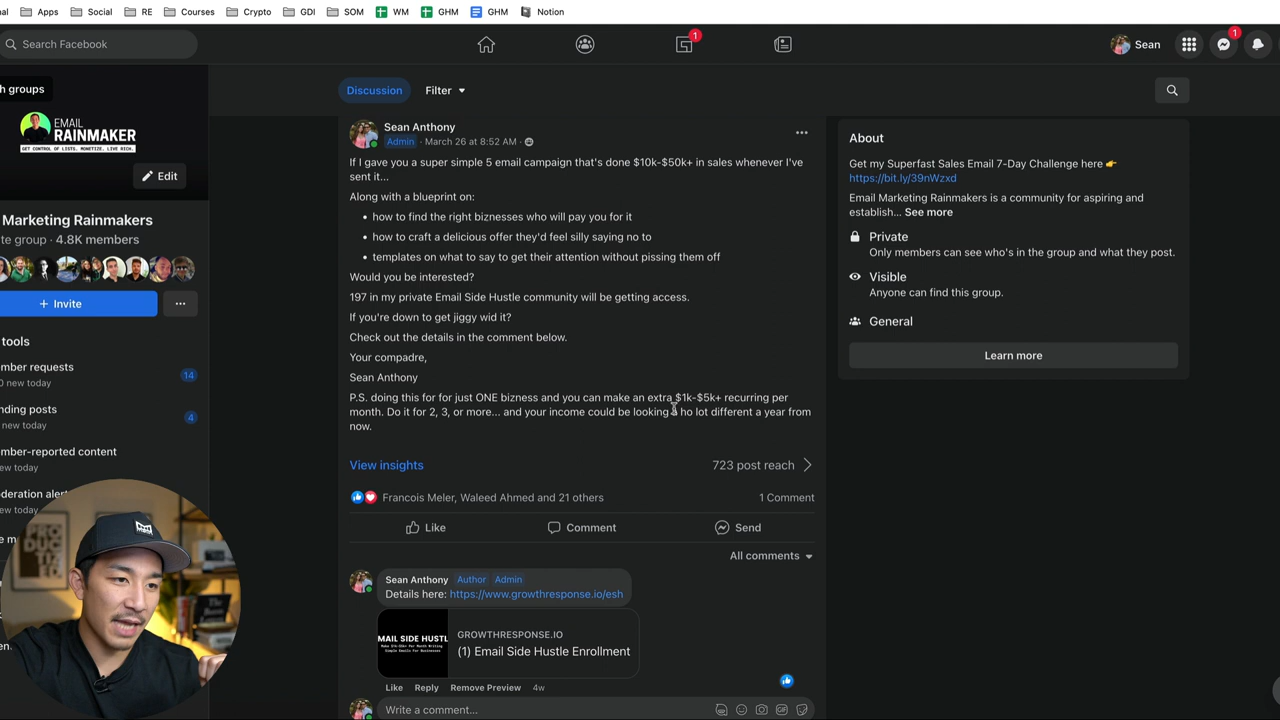 Apps
Social
RE
Courses
Crypto
GDI
SOM
WM
GHM
GHM
Notion
Search Facebook
1
Sean
1
h groups
EMAIL
RAINMAKER
GET CONTROL OF LISTS. MONETIZE. LIVE RICH.
Edit
Marketing Rainmakers
te group · 4.8K members
+ Invite
tools
mber requests
0 new today
14
nding posts
new today
4
mber-reported content
ew today
deration aler
Discussion
Filter
Sean Anthony
Admin · March 26 at 8:52 AM ·
If I gave you a super simple 5 email campaign that's done $10k-$50k+ in sales whenever I've
sent it...
Along with a blueprint on:
• how to find the right biznesses who will pay you for it
• how to craft a delicious offer they'd feel silly saying no to
• templates on what to say to get their attention without pissing them off
Would you be interested?
197 in my private Email Side Hustle community will be getting access.
If you're down to get jiggy wid it?
Check out the details in the comment below.
Your compadre,
Sean Anthony
P.S. doing this for for just ONE bizness and you can make an extra $1k-$5k+ recurring per
month. Do it for 2, 3, or more... and your income could be looking a ho lot different a year from
now.
View insights
723 post reach
Francois Meler, Waleed Ahmed and 21 others
1 Comment
Like
Comment
Send
All comments
Sean Anthony Author Admin
Details here: https://www.growthresponse.io/esh
MAIL SIDE HUSTL
GROWTHRESPONSE.IO
(1) Email Side Hustle Enrollment
Like Reply Remove Preview 4w
Write a comment...
GIF
About
Get my Superfast Sales Email 7-Day Challenge here 👉
https://bit.ly/39nWzxd
Email Marketing Rainmakers is a community for aspiring and
establish... See more
Private
Only members can see who's in the group and what they post.
Visible
Anyone can find this group.
General
Learn more